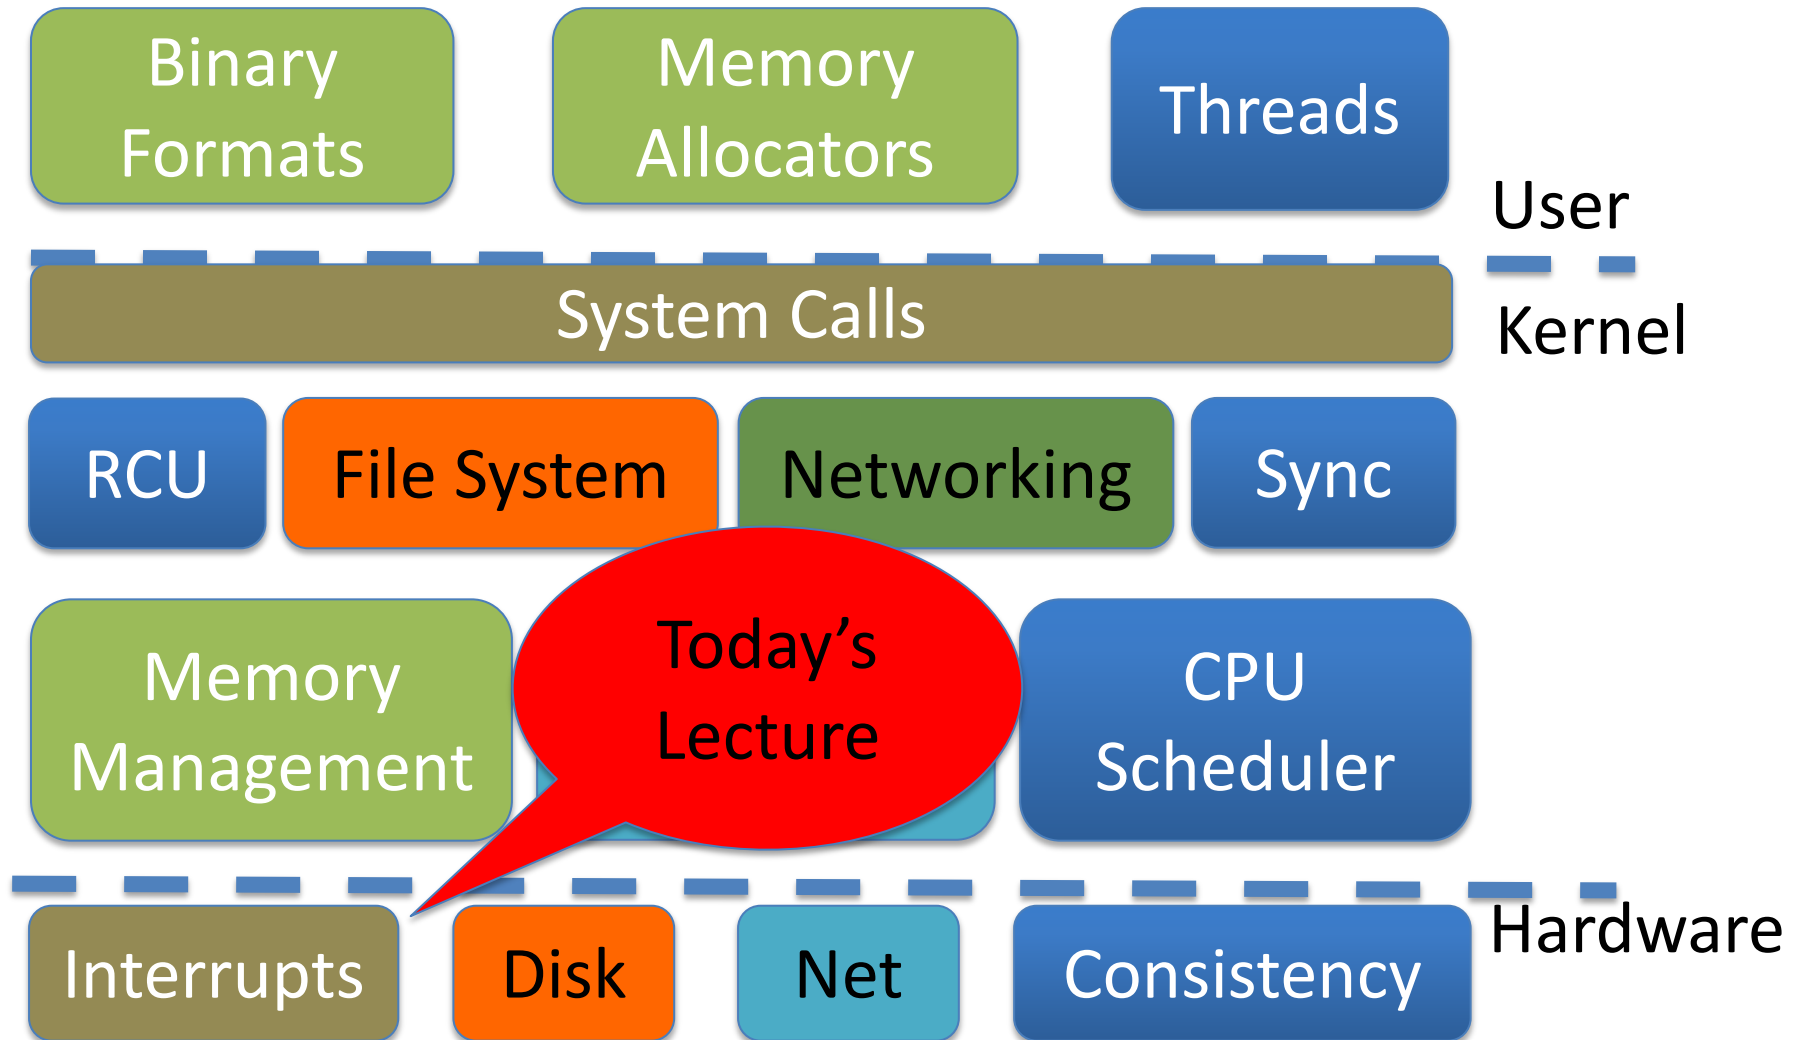 Binary
Formats
Memory
Allocators
Threads
User
System Calls
Kernel
RCU
File System
Networking
Sync
Memory
Management
Today’s
Lecture
CPU
Scheduler
Hardware
Interrupts
Disk
Net
Consistency